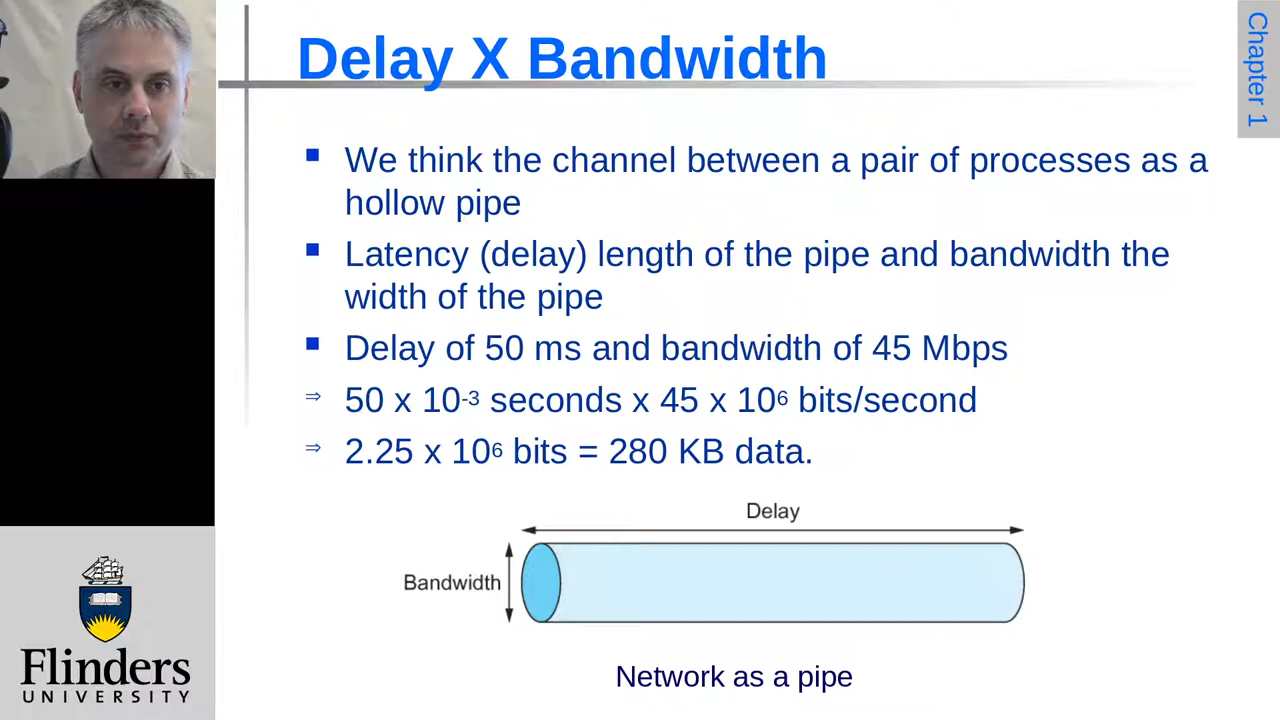 Delay X Bandwidth
Chapter 1
▪ We think the channel between a pair of processes as a
hollow pipe
▪ Latency (delay) length of the pipe and bandwidth the
width of the pipe
▪ Delay of 50 ms and bandwidth of 45 Mbps
⇒ 50 x 10⁻³ seconds x 45 x 10⁶ bits/second
⇒ 2.25 x 10⁶ bits = 280 KB data.
Delay
Bandwidth
Network as a pipe
Flinders
UNIVERSITY